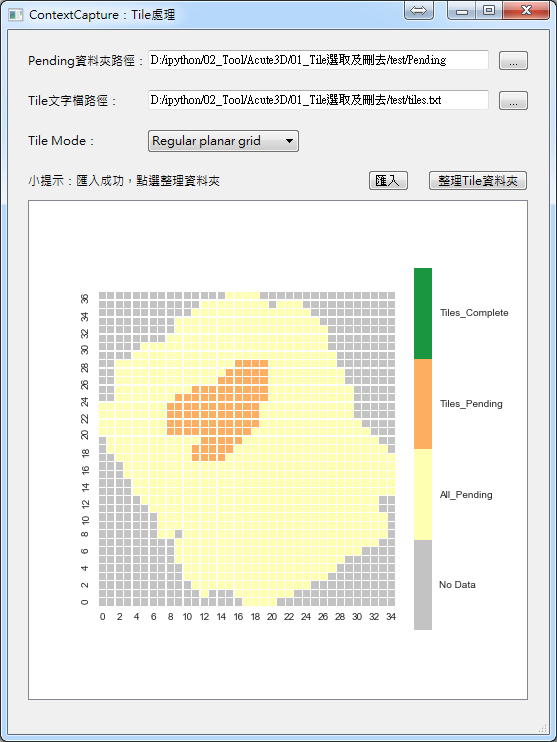 ContextCapture：Tile處理
Pending資料夾路徑： D:/ipython/02_Tool/Acute3D/01_Tile選取及刪去/test/Pending ...
Tile文字檔路徑： D:/ipython/02_Tool/Acute3D/01_Tile選取及刪去/test/tiles.txt ...
Tile Mode： Regular planar grid
小提示：匯入成功，點選整理資料夾 匯入 整理Tile資料夾
36
34
32
30
28
26
24
22
20
18
16
14
12
10
8
6
4
2
0
0 2 4 6 8 10 12 14 16 18 20 22 24 26 28 30 32 34
Tiles_Complete
Tiles_Pending
All_Pending
No Data